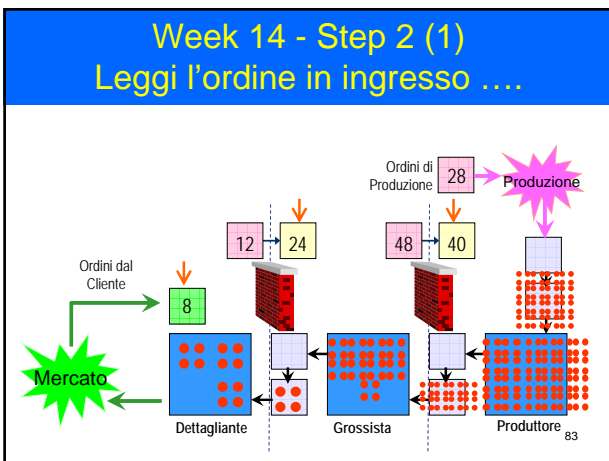 Week 14 - Step 2 (1)
Leggi l'ordine in ingresso ....
Ordini di
Produzione
28
Produzione
12
24
48
40
Ordini dal
Cliente
8
Mercato
Dettagliante
Grossista
Produttore
83